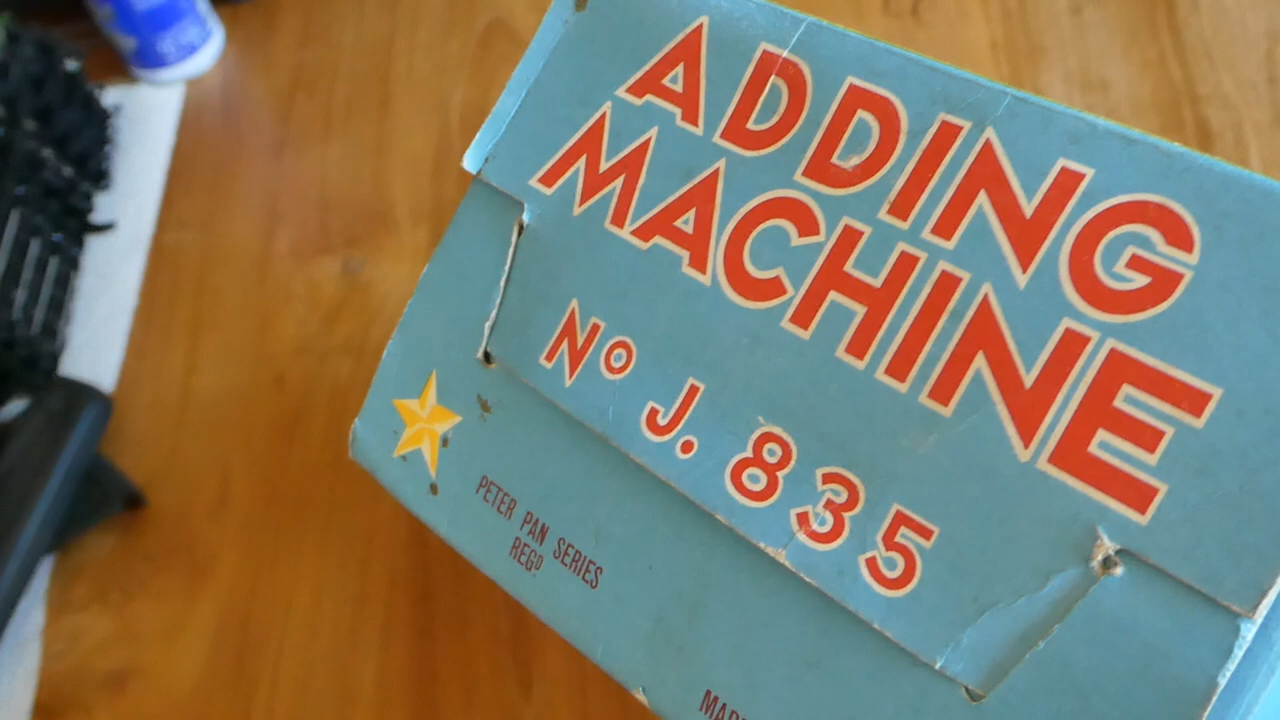 ADDING
MACHINE
Nº J. 835
PETER PAN SERIES
REGD